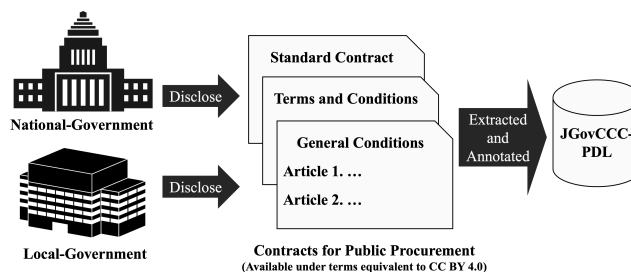 National-Government
Disclose
Local-Government
Disclose
Standard Contract
Terms and Conditions
General Conditions
Article 1. …
Article 2. …
Contracts for Public Procurement
(Available under terms equivalent to CC BY 4.0)
Extracted
and
Annotated
JGovCCC-
PDL